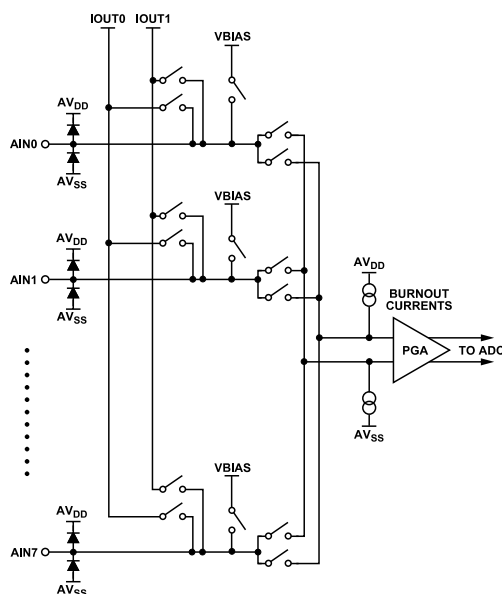 IOUT0 IOUT1
VBIAS
AVDD
AIN0
AVSS
VBIAS
AVDD
AIN1
AVSS
AVDD
BURNOUT
CURRENTS
PGA
TO ADC
AVSS
VBIAS
AVDD
AIN7
AVSS